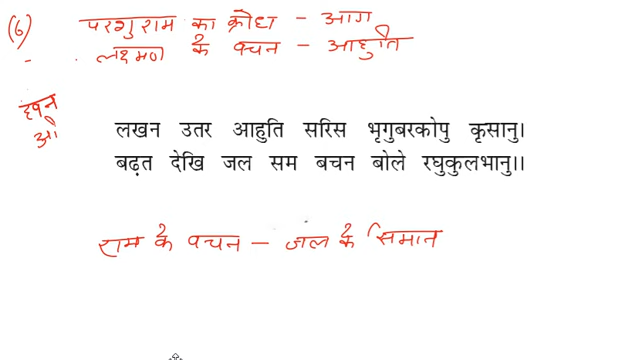 (6) परशुराम का क्रोध - आग
लक्ष्मण के वचन - आहुति
हवन
लखन उतर आहुति सरिस भृगुबरकोपु कृसानु।
बढ़त देखि जल सम बचन बोले रघुकुलभानु।।
राम के वचन - जल के समान